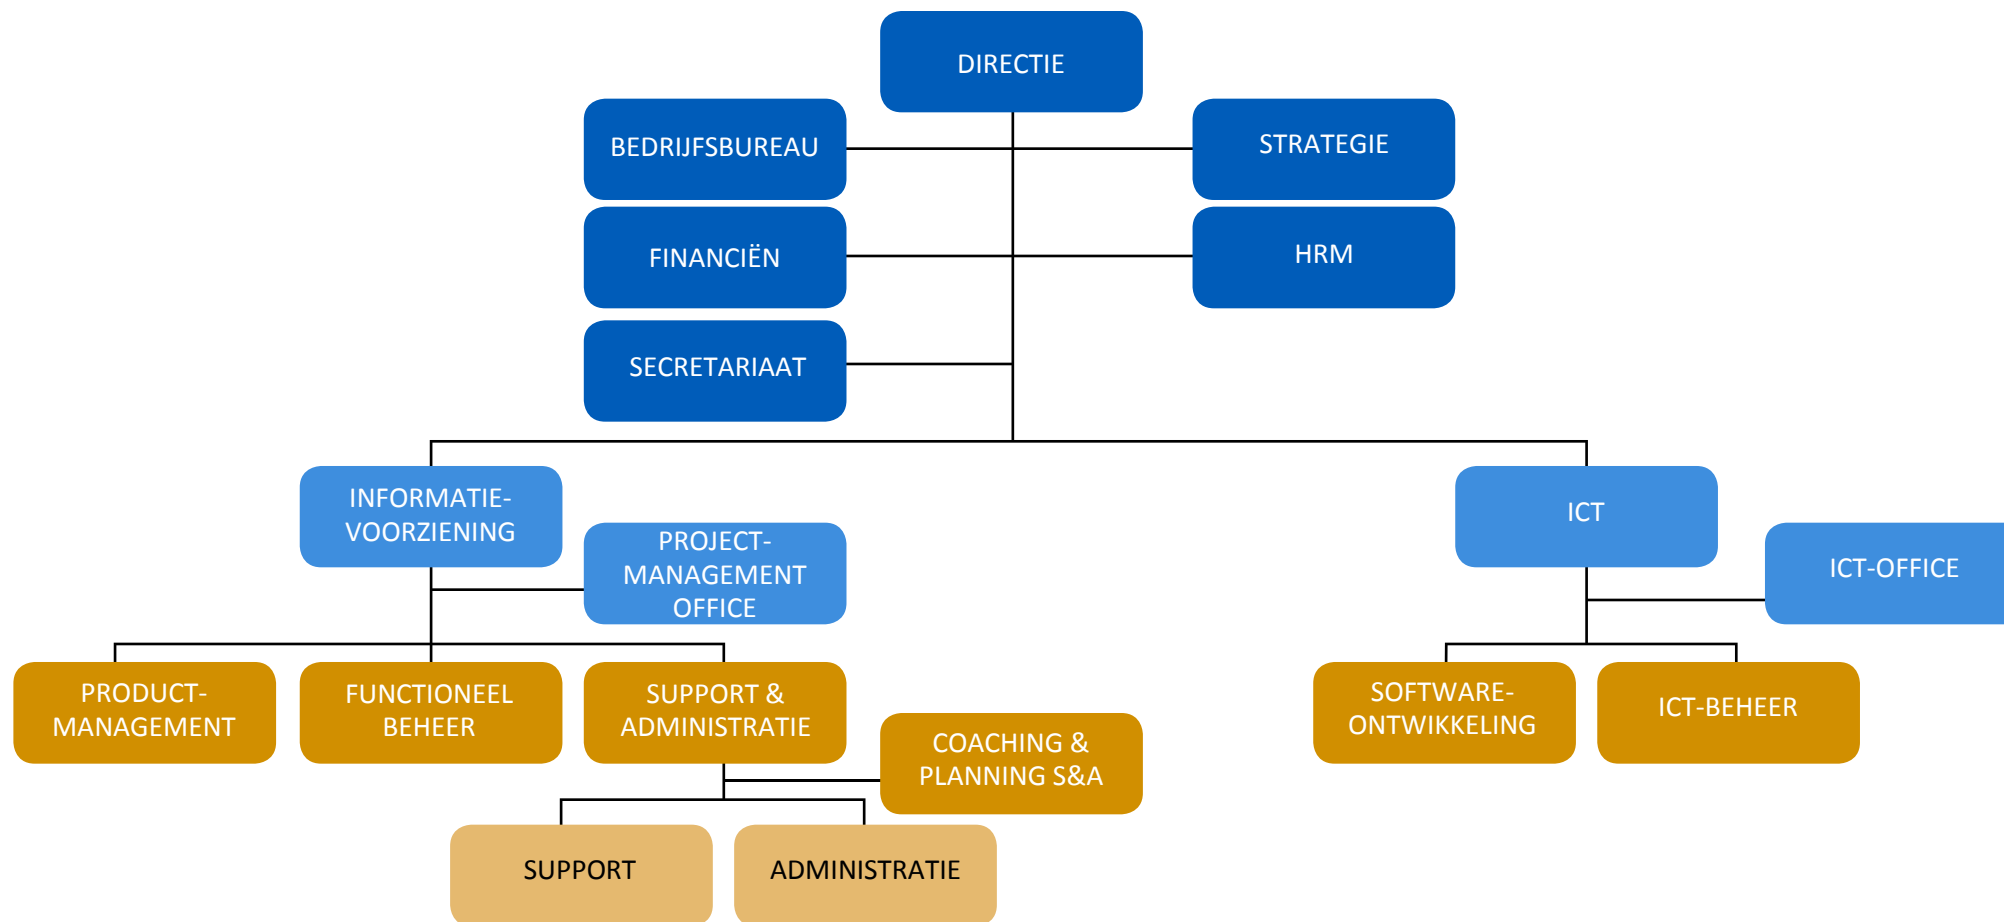 DIRECTIE
BEDRIJFSBUREAU
STRATEGIE
FINANCIËN
HRM
SECRETARIAAT
INFORMATIE-
VOORZIENING
PROJECT-
MANAGEMENT
OFFICE
ICT
ICT-OFFICE
PRODUCT-
MANAGEMENT
FUNCTIONEEL
BEHEER
SUPPORT &
ADMINISTRATIE
COACHING &
PLANNING S&A
SOFTWARE-
ONTWIKKELING
ICT-BEHEER
SUPPORT
ADMINISTRATIE